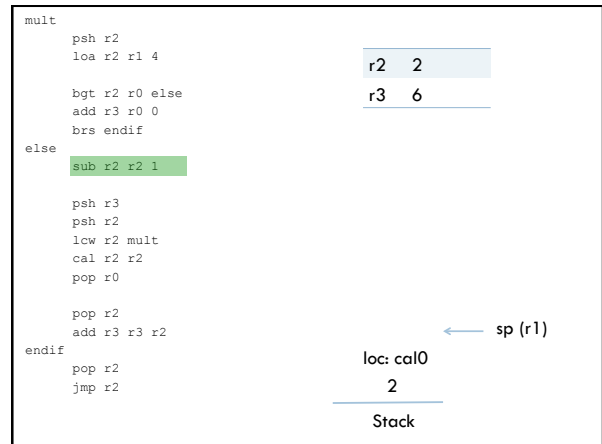 mult
psh r2
loa r2 r1 4
bgt r2 r0 else
add r3 r0 0
brs endif
else
sub r2 r2 1
psh r3
psh r2
lcw r2 mult
cal r2 r2
pop r0
pop r2
add r3 r3 r2
endif
pop r2
jmp r2
r2 2
r3 6
sp (r1)
loc: cal0
2
Stack